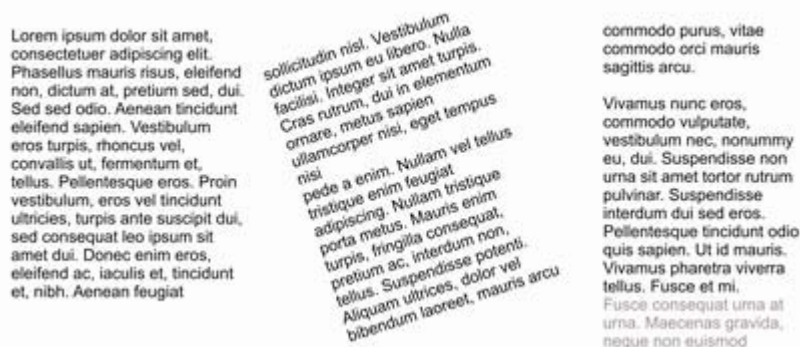 Lorem ipsum dolor sit amet,
consectetuer adipiscing elit.
Phasellus mauris risus, eleifend
non, dictum at, pretium sed, dui.
Sed sed odio. Aenean tincidunt
eleifend sapien. Vestibulum
eros turpis, rhoncus vel,
convallis ut, fermentum et,
tellus. Pellentesque eros. Proin
vestibulum, eros vel tincidunt
ultricies, turpis ante suscipit dui,
sed consequat leo ipsum sit
amet dui. Donec enim eros,
eleifend ac, iaculis et, tincidunt
et, nibh. Aenean feugiat
sollicitudin nisl. Vestibulum
dictum ipsum eu libero. Nulla
facilisi. Integer sit amet turpis.
Cras rutrum, dui in elementum
ornare, metus sapien
ullamcorper nisi, eget tempus
nisi
pede a enim. Nullam vel tellus
tristique enim feugiat
adipiscing. Nullam tristique
porta metus. Mauris enim
turpis, fringilla consequat,
pretium ac, interdum non,
tellus. Suspendisse potenti.
Aliquam ultrices, dolor vel
bibendum laoreet, mauris arcu
commodo purus, vitae
commodo orci mauris
sagittis arcu.
Vivamus nunc eros,
commodo vulputate,
vestibulum nec, nonummy
eu, dui. Suspendisse non
urna sit amet tortor rutrum
pulvinar. Suspendisse
interdum dui sed eros.
Pellentesque tincidunt odio
quis sapien. Ut id mauris.
Vivamus pharetra viverra
tellus. Fusce et mi.
Fusce consequat urna at
urna. Maecenas gravida,
neque non euismod